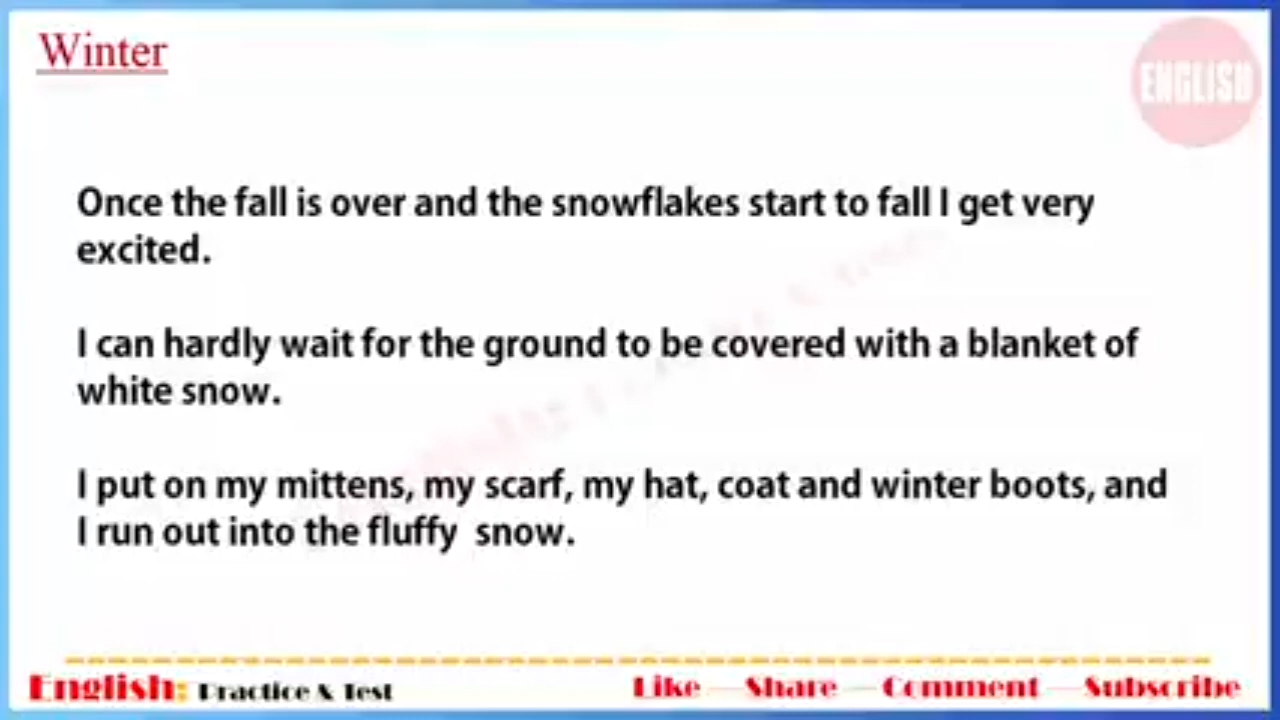 Winter
ENGLISH
Once the fall is over and the snowflakes start to fall I get very
excited.
I can hardly wait for the ground to be covered with a blanket of
white snow.
I put on my mittens, my scarf, my hat, coat and winter boots, and
I run out into the fluffy  snow.
English: Practice & Test
Like — Share — Comment — Subscribe